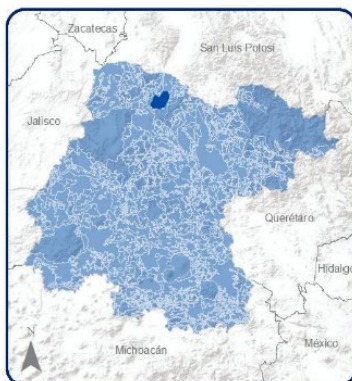 Zacatecas
San Luis Potosí
Jalisco
Querétaro
Hidalgo
N
México
Michoacán